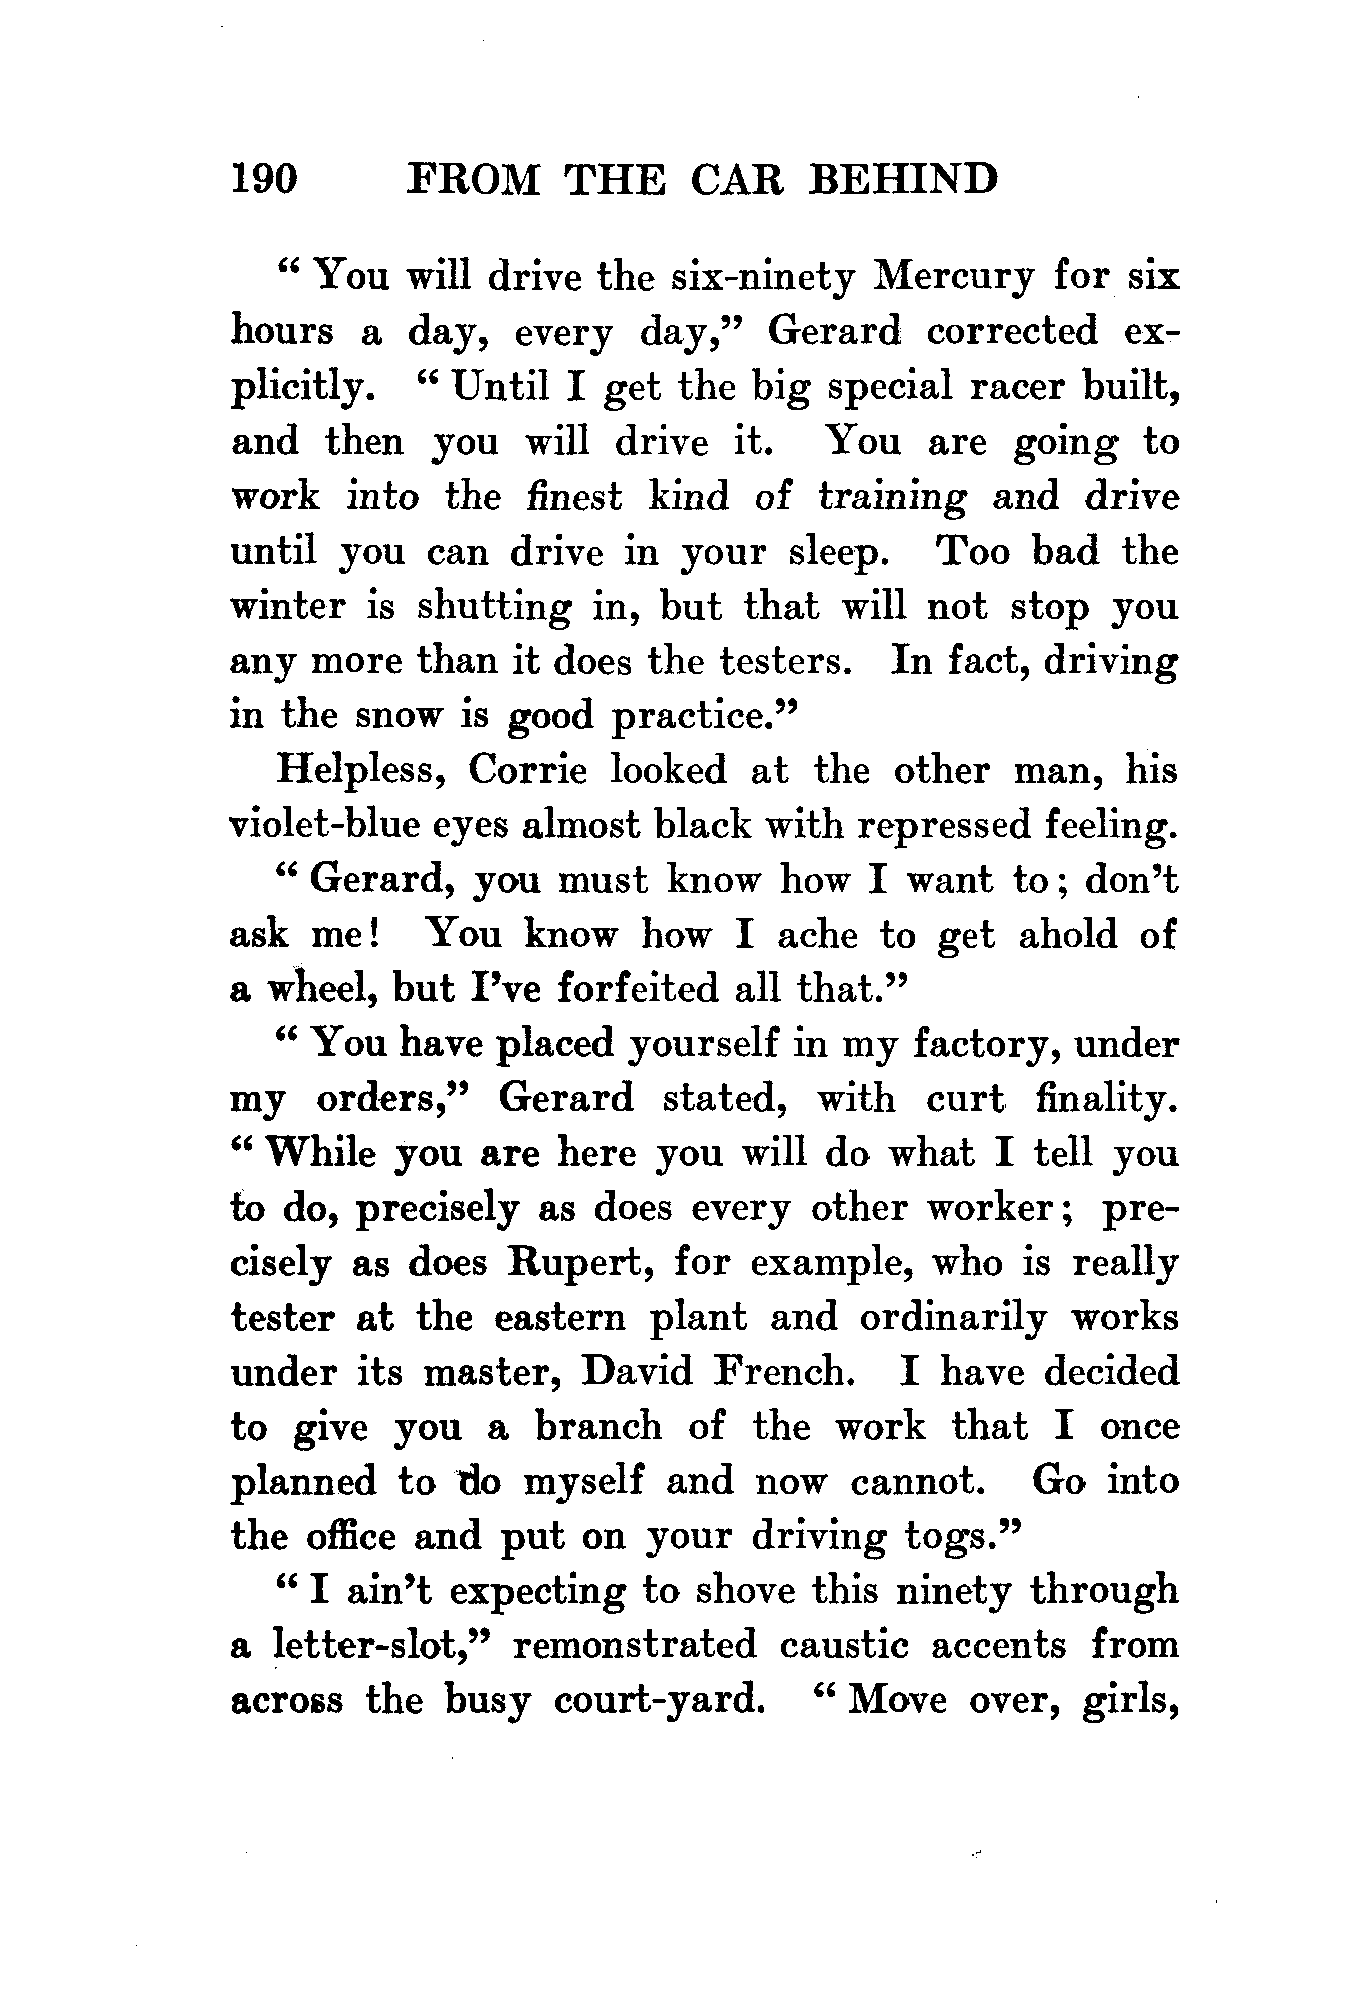 190 FROM THE CAR BEHIND
“ You will drive the six-ninety Mercury for six
hours a day, every day,” Gerard corrected ex-
plicitly. “ Until I get the big special racer built,
and then you will drive it. You are going to
work into the finest kind of training and drive
until you can drive in your sleep. Too bad the
winter is shutting in, but that will not stop you
any more than it does the testers. In fact, driving
in the snow is good practice.”
Helpless, Corrie looked at the other man, his
violet-blue eyes almost black with repressed feeling.
“ Gerard, you must know how I want to ; don’t
ask me! You know how I ache to get ahold of
a wheel, but I’ve forfeited all that.”
“ You have placed yourself in my factory, under
my orders,” Gerard stated, with curt finality.
“ While you are here you will do what I tell you
to do, precisely as does every other worker ; pre-
cisely as does Rupert, for example, who is really
tester at the eastern plant and ordinarily works
under its master, David French. I have decided
to give you a branch of the work that I once
planned to do myself and now cannot. Go into
the office and put on your driving togs.”
“ I ain’t expecting to shove this ninety through
a letter-slot,” remonstrated caustic accents from
across the busy court-yard. “ Move over, girls,